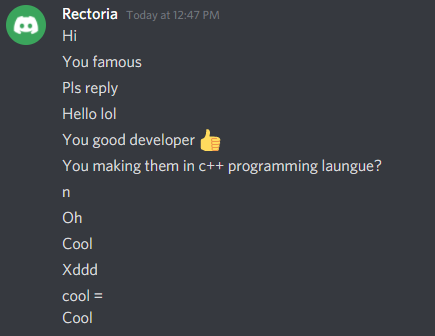 Rectoria Today at 12:47 PM
Hi
You famous
Pls reply
Hello lol
You good developer 👍
You making them in c++ programming laungue?
n
Oh
Cool
Xddd
cool =
Cool